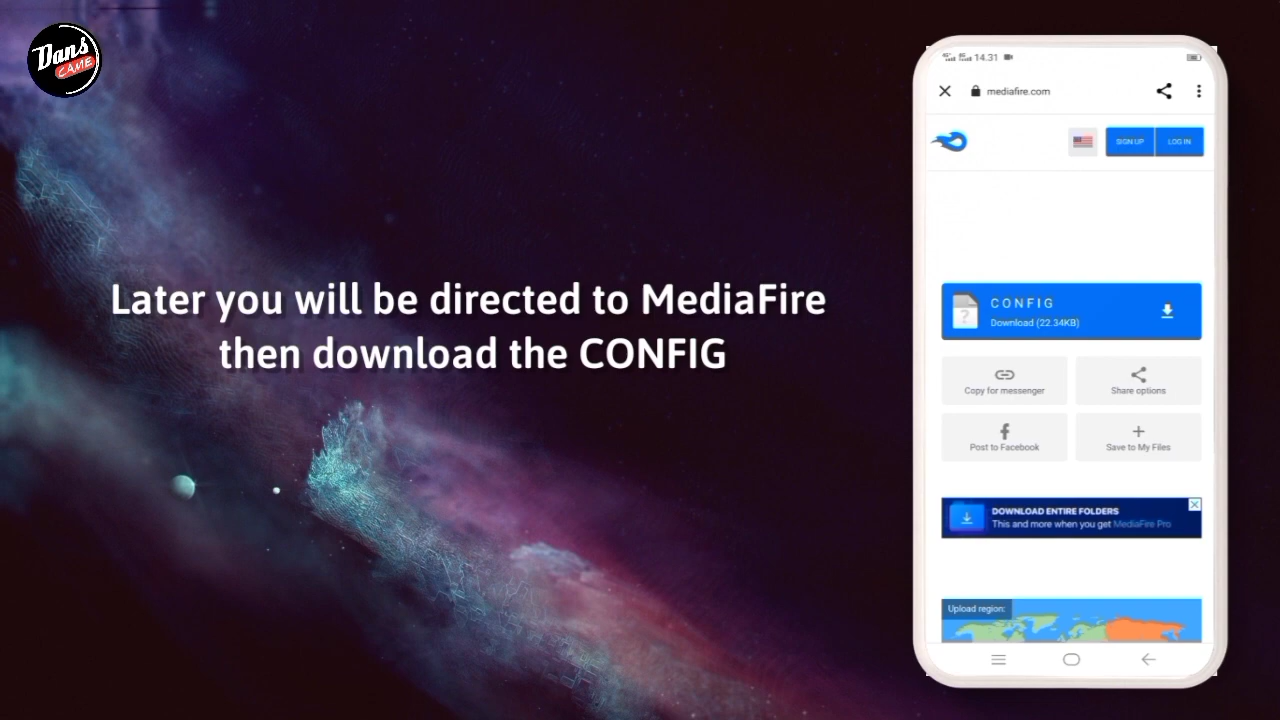 Dans
CAME
Later you will be directed to MediaFire
then download the CONFIG
14.31
mediafire.com
SIGN UP
LOG IN
CONFIG
Download (22.34KB)
?
Copy for messenger
Share options
Post to Facebook
Save to My Files
DOWNLOAD ENTIRE FOLDERS
This and more when you get MediaFire Pro
Upload region: